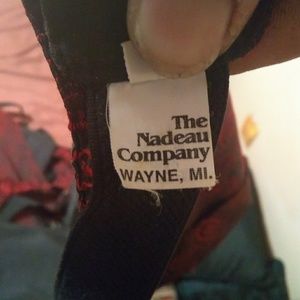 The
Nadeau
Company
WAYNE, MI.